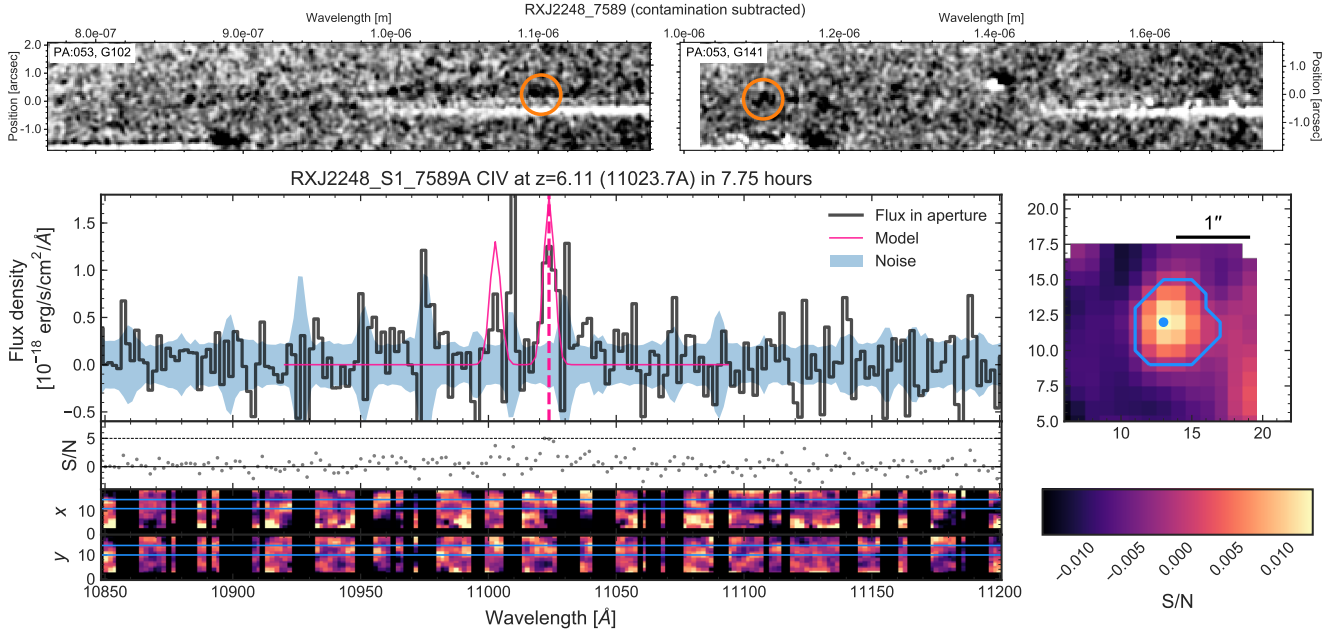 RXJ2248_7589 (contamination subtracted)
Wavelength [m]
Wavelength [m]
8.0e-07 9.0e-07 1.0e-06 1.1e-06
1.0e-06 1.2e-06 1.4e-06 1.6e-06
PA:053, G102
PA:053, G141
Position [arcsec]
2.0
1.0
0.0
-1.0
1.0
0.0
-1.0
Position [arcsec]
RXJ2248_S1_7589A CIV at z=6.11 (11023.7A) in 7.75 hours
Flux density
[10⁻¹⁸ erg/s/cm²/Å]
1.5
1.0
0.5
0.0
−0.5
Flux in aperture
Model
Noise
1″
20.0
17.5
15.0
12.5
10.0
7.5
5.0
10 15 20
S/N
5
0
x
10
0
y
10
0
10850 10900 10950 11000 11050 11100 11150 11200
Wavelength [Å]
−0.010 −0.005 0.000 0.005 0.010
S/N